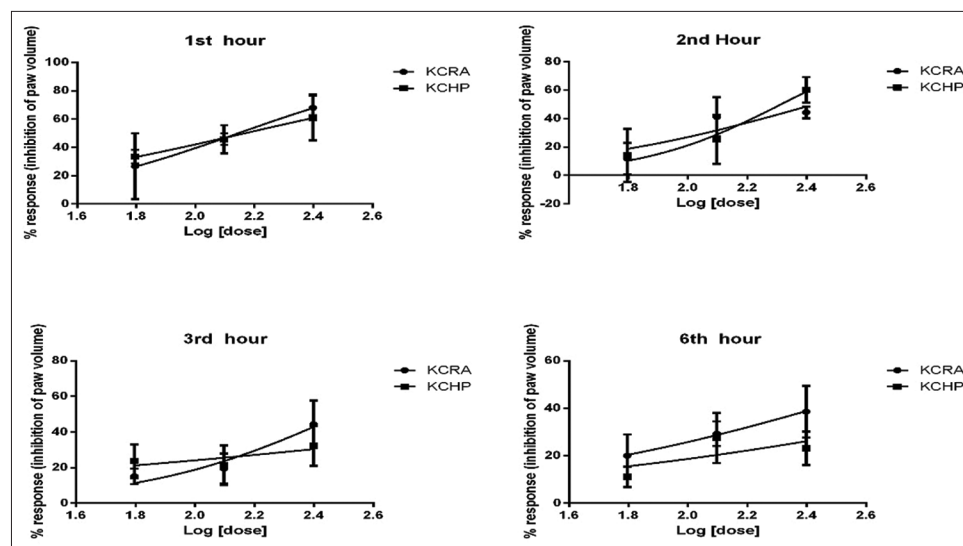 1st hour
% response (inhibition of paw volume)
100
80
60
40
20
0
1.6 1.8 2.0 2.2 2.4 2.6
Log [dose]
KCRA
KCHP
2nd Hour
% response (inhibition of paw volume)
80
60
40
20
0
-20
1.8 2.0 2.2 2.4 2.6
Log [dose]
KCRA
KCHP
3rd hour
% response (inhibition of paw volume)
80
60
40
20
0
1.6 1.8 2.0 2.2 2.4 2.6
Log [dose]
KCRA
KCHP
6th hour
% response (inhibition of paw volume)
60
40
20
0
1.6 1.8 2.0 2.2 2.4 2.6
Log [dose]
KCRA
KCHP